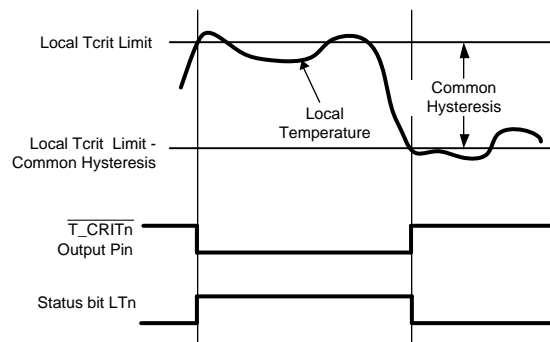 Local Tcrit Limit
Common
Hysteresis
Local
Temperature
Local Tcrit Limit -
Common Hysteresis
T_CRITn
Output Pin
Status bit LTn